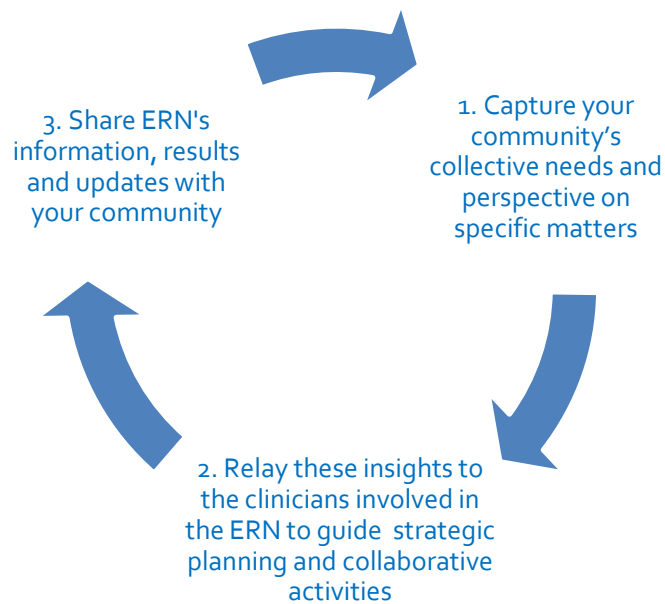 1. Capture your
community’s
collective needs and
perspective on
specific matters
2. Relay these insights to
the clinicians involved in
the ERN to guide  strategic
planning and collaborative
activities
3. Share ERN's
information, results
and updates with
your community